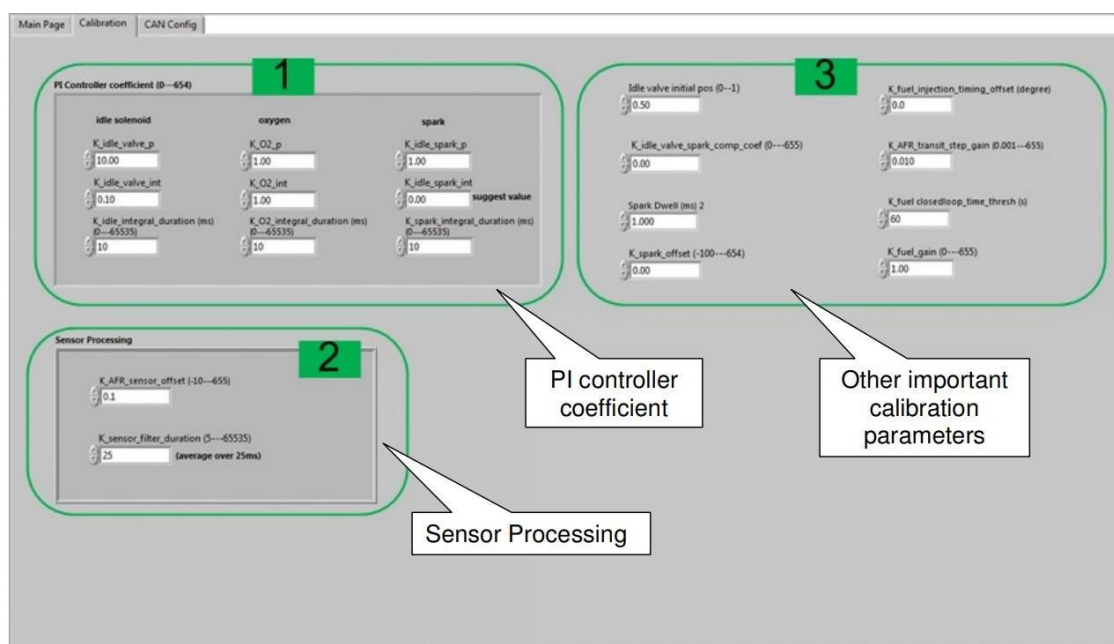 Main Page
Calibration
CAN Config
1
PI Controller coefficient (0---654)
idle solenoid
oxygen
spark
K_idle_valve_p
K_O2_p
K_idle_spark_p
10.00
1.00
1.00
K_idle_valve_int
K_O2_int
K_idle_spark_int
0.10
1.00
0.00
suggest value
K_idle_integral_duration (ms)
(0---65535)
K_O2_integral_duration (ms)
(0---65535)
K_spark_integral_duration (ms)
(0---65535)
10
10
10
PI controller
coefficient
2
Sensor Processing
K_AFR_sensor_offset (-10---655)
0.1
K_sensor_filter_duration (5---65535)
25
(average over 25ms)
Sensor Processing
3
Idle valve initial pos (0--1)
0.50
K_fuel_injection_timing_offset (degree)
0.0
K_idle_valve_spark_comp_coef (0---655)
0.00
K_AFR_transit_step_gain (0.001---655)
0.010
Spark Dwell (ms) 2
1.000
K_fuel closedloop_time_thresh (s)
60
K_spark_offset (-100---654)
0.00
K_fuel_gain (0---655)
1.00
Other important
calibration
parameters